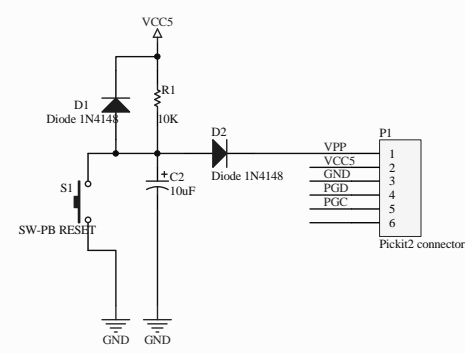 VCC5
R1
D1
Diode 1N4148
10K
D2
P1
VPP
1
VCC5
2
Diode 1N4148
C2
GND
3
S1
10uF
PGD
4
PGC
5
6
SW-PB RESET
Pickit2 connector
GND
GND
+